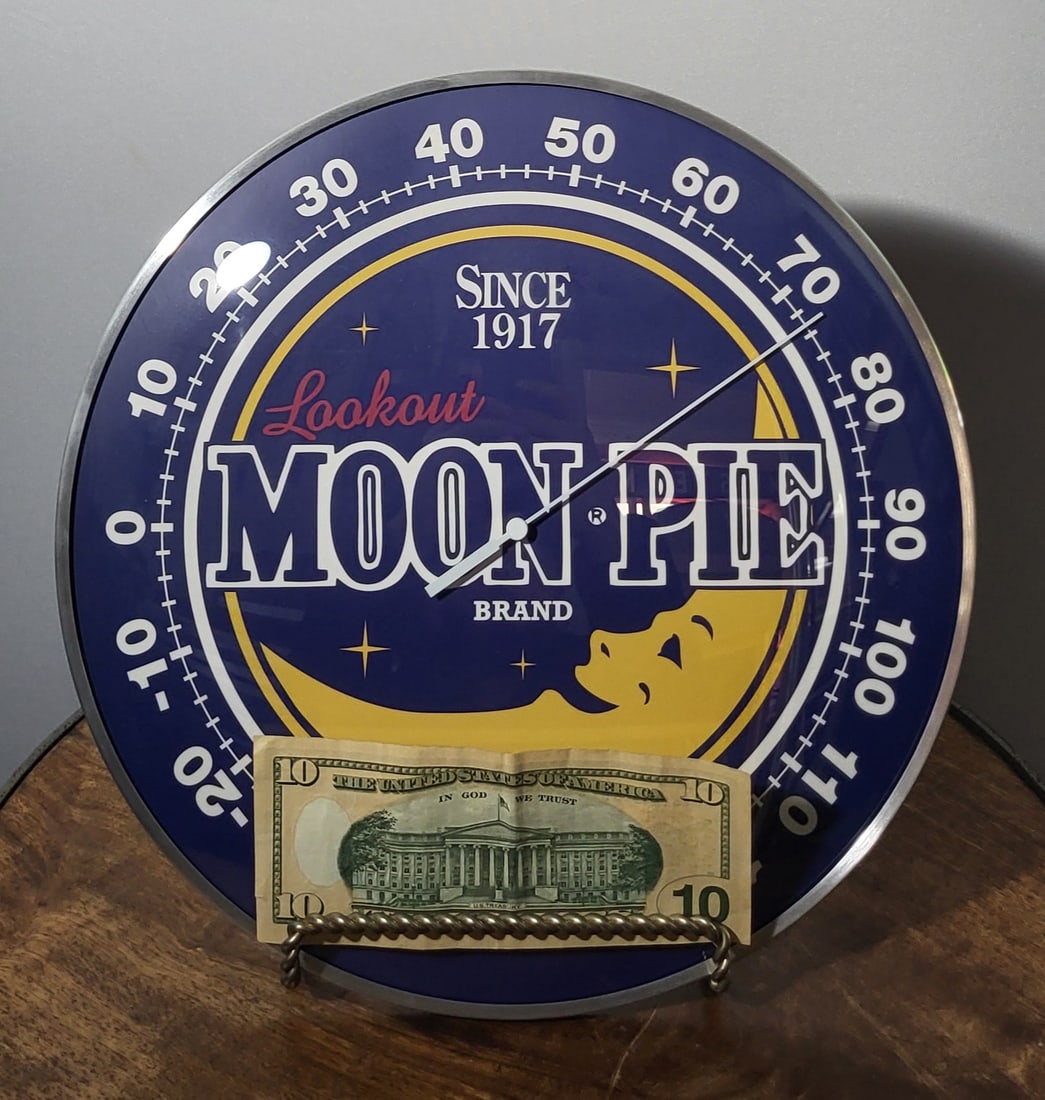 40 50
30 60
20 70
10 80
0 90
-10 100
-20 110
SINCE
1917
Lookout
MOON PIE
®
BRAND
10 THE UNITED STATES OF AMERICA 10
IN GOD WE TRUST
U.S. TREASURY
10 10